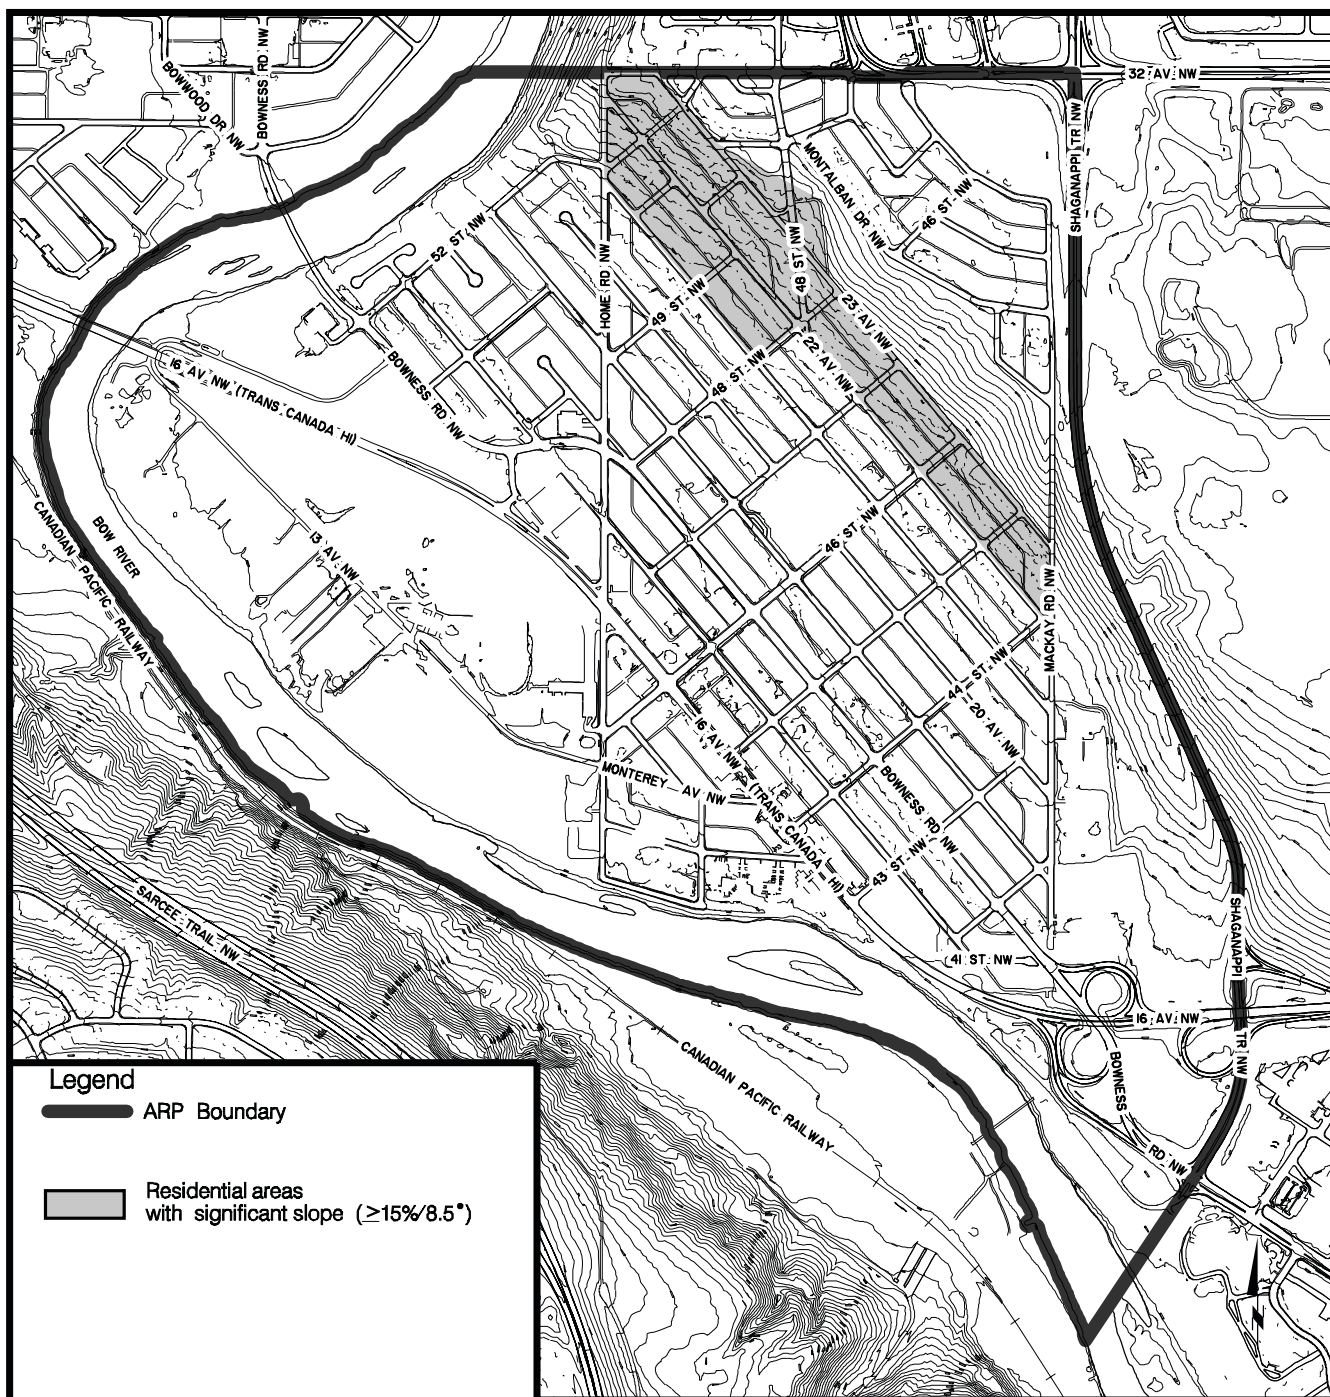 BOWWOOD DR NW
BOWNESS RD NW
32 AV NW
SHAGANAPPI TR NW
MONTALBAN DR NW
46 ST NW
52 ST NW
HOME RD NW
49 ST NW
48 ST NW
23 AV NW
22 AV NW
48 ST NW
16 AV NW (TRANS CANADA HI)
BOWNESS RD NW
CANADIAN PACIFIC RAILWAY
BOW RIVER
13 AV NW
46 ST NW
MACKAY RD NW
44 ST NW
20 AV NW
16 AV NW (TRANS CANADA HI)
MONTEREY AV NW
BOWNESS RD NW
43 ST NW
SARCEE TRAIL NW
41 ST NW
SHAGANAPPI TR NW
16 AV NW
BOWNESS RD NW
CANADIAN PACIFIC RAILWAY
Legend
ARP Boundary
Residential areas
with significant slope (≥15%/8.5°)